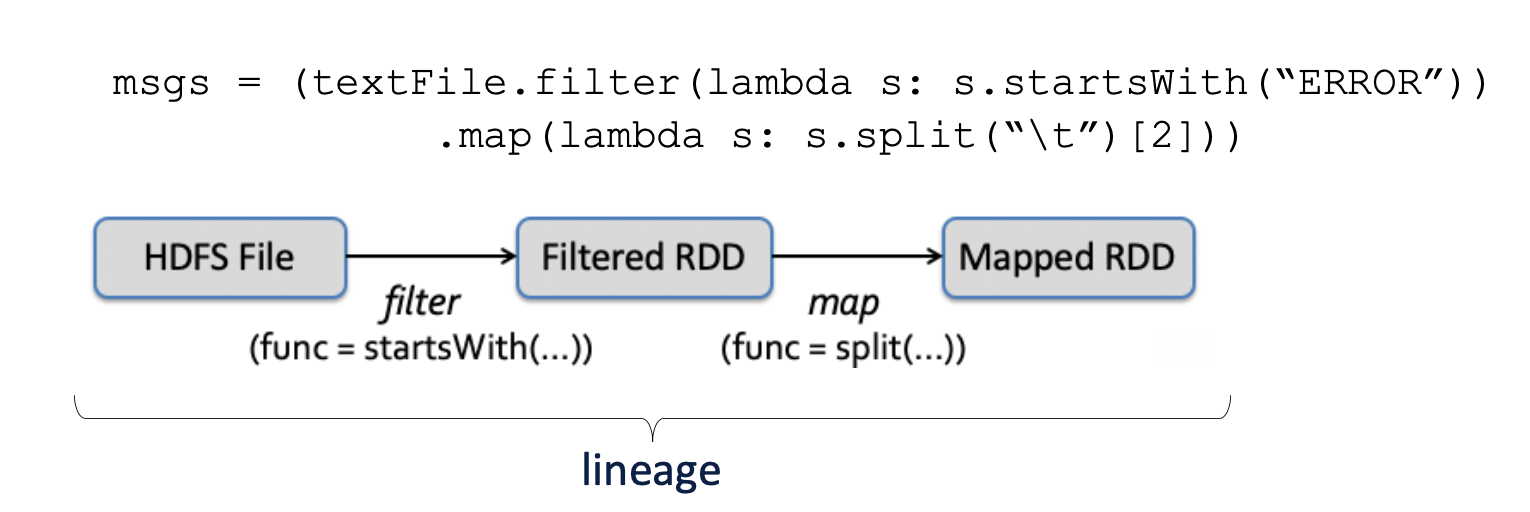 msgs = (textFile.filter(lambda s: s.startsWith(“ERROR”))
.map(lambda s: s.split(“\t”)[2]))
HDFS File
Filtered RDD
Mapped RDD
filter
(func = startsWith(...))
map
(func = split(...))
lineage